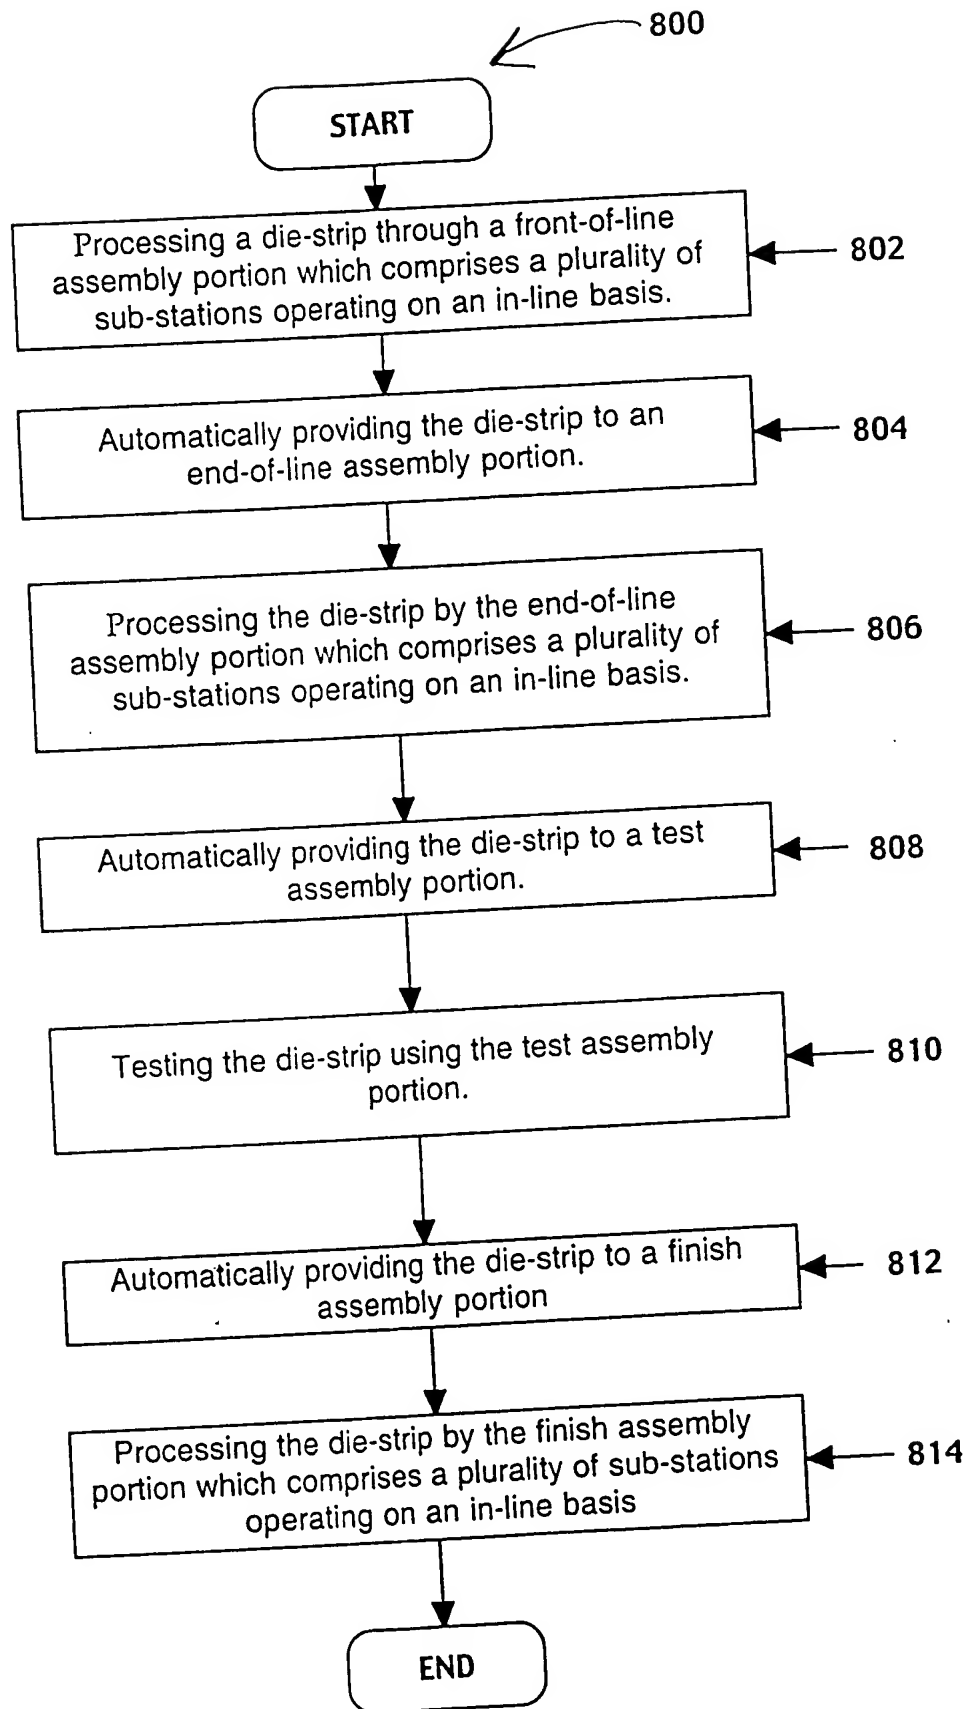 800
START
Processing a die-strip through a front-of-line
assembly portion which comprises a plurality of
sub-stations operating on an in-line basis.
802
Automatically providing the die-strip to an
end-of-line assembly portion.
804
Processing the die-strip by the end-of-line
assembly portion which comprises a plurality of
sub-stations operating on an in-line basis.
806
Automatically providing the die-strip to a test
assembly portion.
808
Testing the die-strip using the test assembly
portion.
810
Automatically providing the die-strip to a finish
assembly portion
812
Processing the die-strip by the finish assembly
portion which comprises a plurality of sub-stations
operating on an in-line basis
814
END